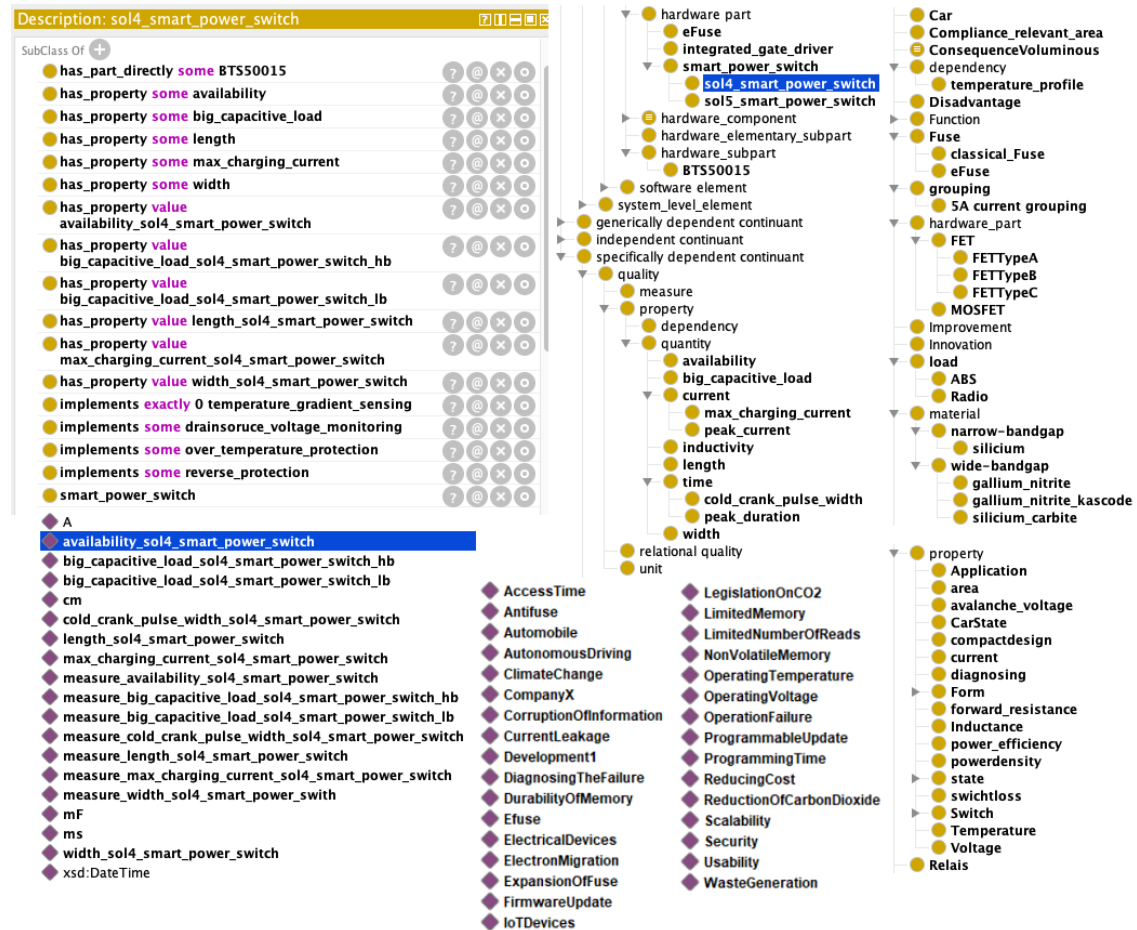 Description: sol4_smart_power_switch
SubClass Of
has_part_directly some BTS50015
has_property some availability
has_property some big_capacitive_load
has_property some length
has_property some max_charging_current
has_property some width
has_property value
availability_sol4_smart_power_switch
has_property value
big_capacitive_load_sol4_smart_power_switch_hb
has_property value
big_capacitive_load_sol4_smart_power_switch_lb
has_property value length_sol4_smart_power_switch
has_property value
max_charging_current_sol4_smart_power_switch
has_property value width_sol4_smart_power_switch
implements exactly 0 temperature_gradient_sensing
implements some drainsoruce_voltage_monitoring
implements some over_temperature_protection
implements some reverse_protection
smart_power_switch
A
availability_sol4_smart_power_switch
big_capacitive_load_sol4_smart_power_switch_hb
big_capacitive_load_sol4_smart_power_switch_lb
cm
cold_crank_pulse_width_sol4_smart_power_switch
length_sol4_smart_power_switch
max_charging_current_sol4_smart_power_switch
measure_availability_sol4_smart_power_switch
measure_big_capacitive_load_sol4_smart_power_switch_hb
measure_big_capacitive_load_sol4_smart_power_switch_lb
measure_cold_crank_pulse_width_sol4_smart_power_switch
measure_length_sol4_smart_power_switch
measure_max_charging_current_sol4_smart_power_switch
measure_width_sol4_smart_power_swith
mF
ms
width_sol4_smart_power_switch
xsd:DateTime
hardware part
eFuse
integrated_gate_driver
smart_power_switch
sol4_smart_power_switch
sol5_smart_power_switch
hardware_component
hardware_elementary_subpart
hardware_subpart
BTS50015
software element
system_level_element
generically dependent continuant
independent continuant
specifically dependent continuant
quality
measure
property
dependency
quantity
availability
big_capacitive_load
current
max_charging_current
peak_current
inductivity
length
time
cold_crank_pulse_width
peak_duration
width
relational quality
unit
AccessTime
Antifuse
Automobile
AutonomousDriving
ClimateChange
CompanyX
CorruptionOfInformation
CurrentLeakage
Development1
DiagnosingTheFailure
DurabilityOfMemory
Efuse
ElectricalDevices
ElectronMigration
ExpansionOfFuse
FirmwareUpdate
IoTDevices
LegislationOnCO2
LimitedMemory
LimitedNumberOfReads
NonVolatileMemory
OperatingTemperature
OperatingVoltage
OperationFailure
ProgrammableUpdate
ProgrammingTime
ReducingCost
ReductionOfCarbonDioxide
Scalability
Security
Usability
WasteGeneration
Car
Compliance_relevant_area
ConsequenceVoluminous
dependency
temperature_profile
Disadvantage
Function
Fuse
classical_Fuse
eFuse
grouping
5A current grouping
hardware_part
FET
FETTypeA
FETTypeB
FETTypeC
MOSFET
Improvement
Innovation
load
ABS
Radio
material
narrow-bandgap
silicium
wide-bandgap
gallium_nitrite
gallium_nitrite_kascode
silicium_carbite
property
Application
area
avalanche_voltage
CarState
compactdesign
current
diagnosing
Form
forward_resistance
Inductance
power_efficiency
powerdensity
state
swichtloss
Switch
Temperature
Voltage
Relais